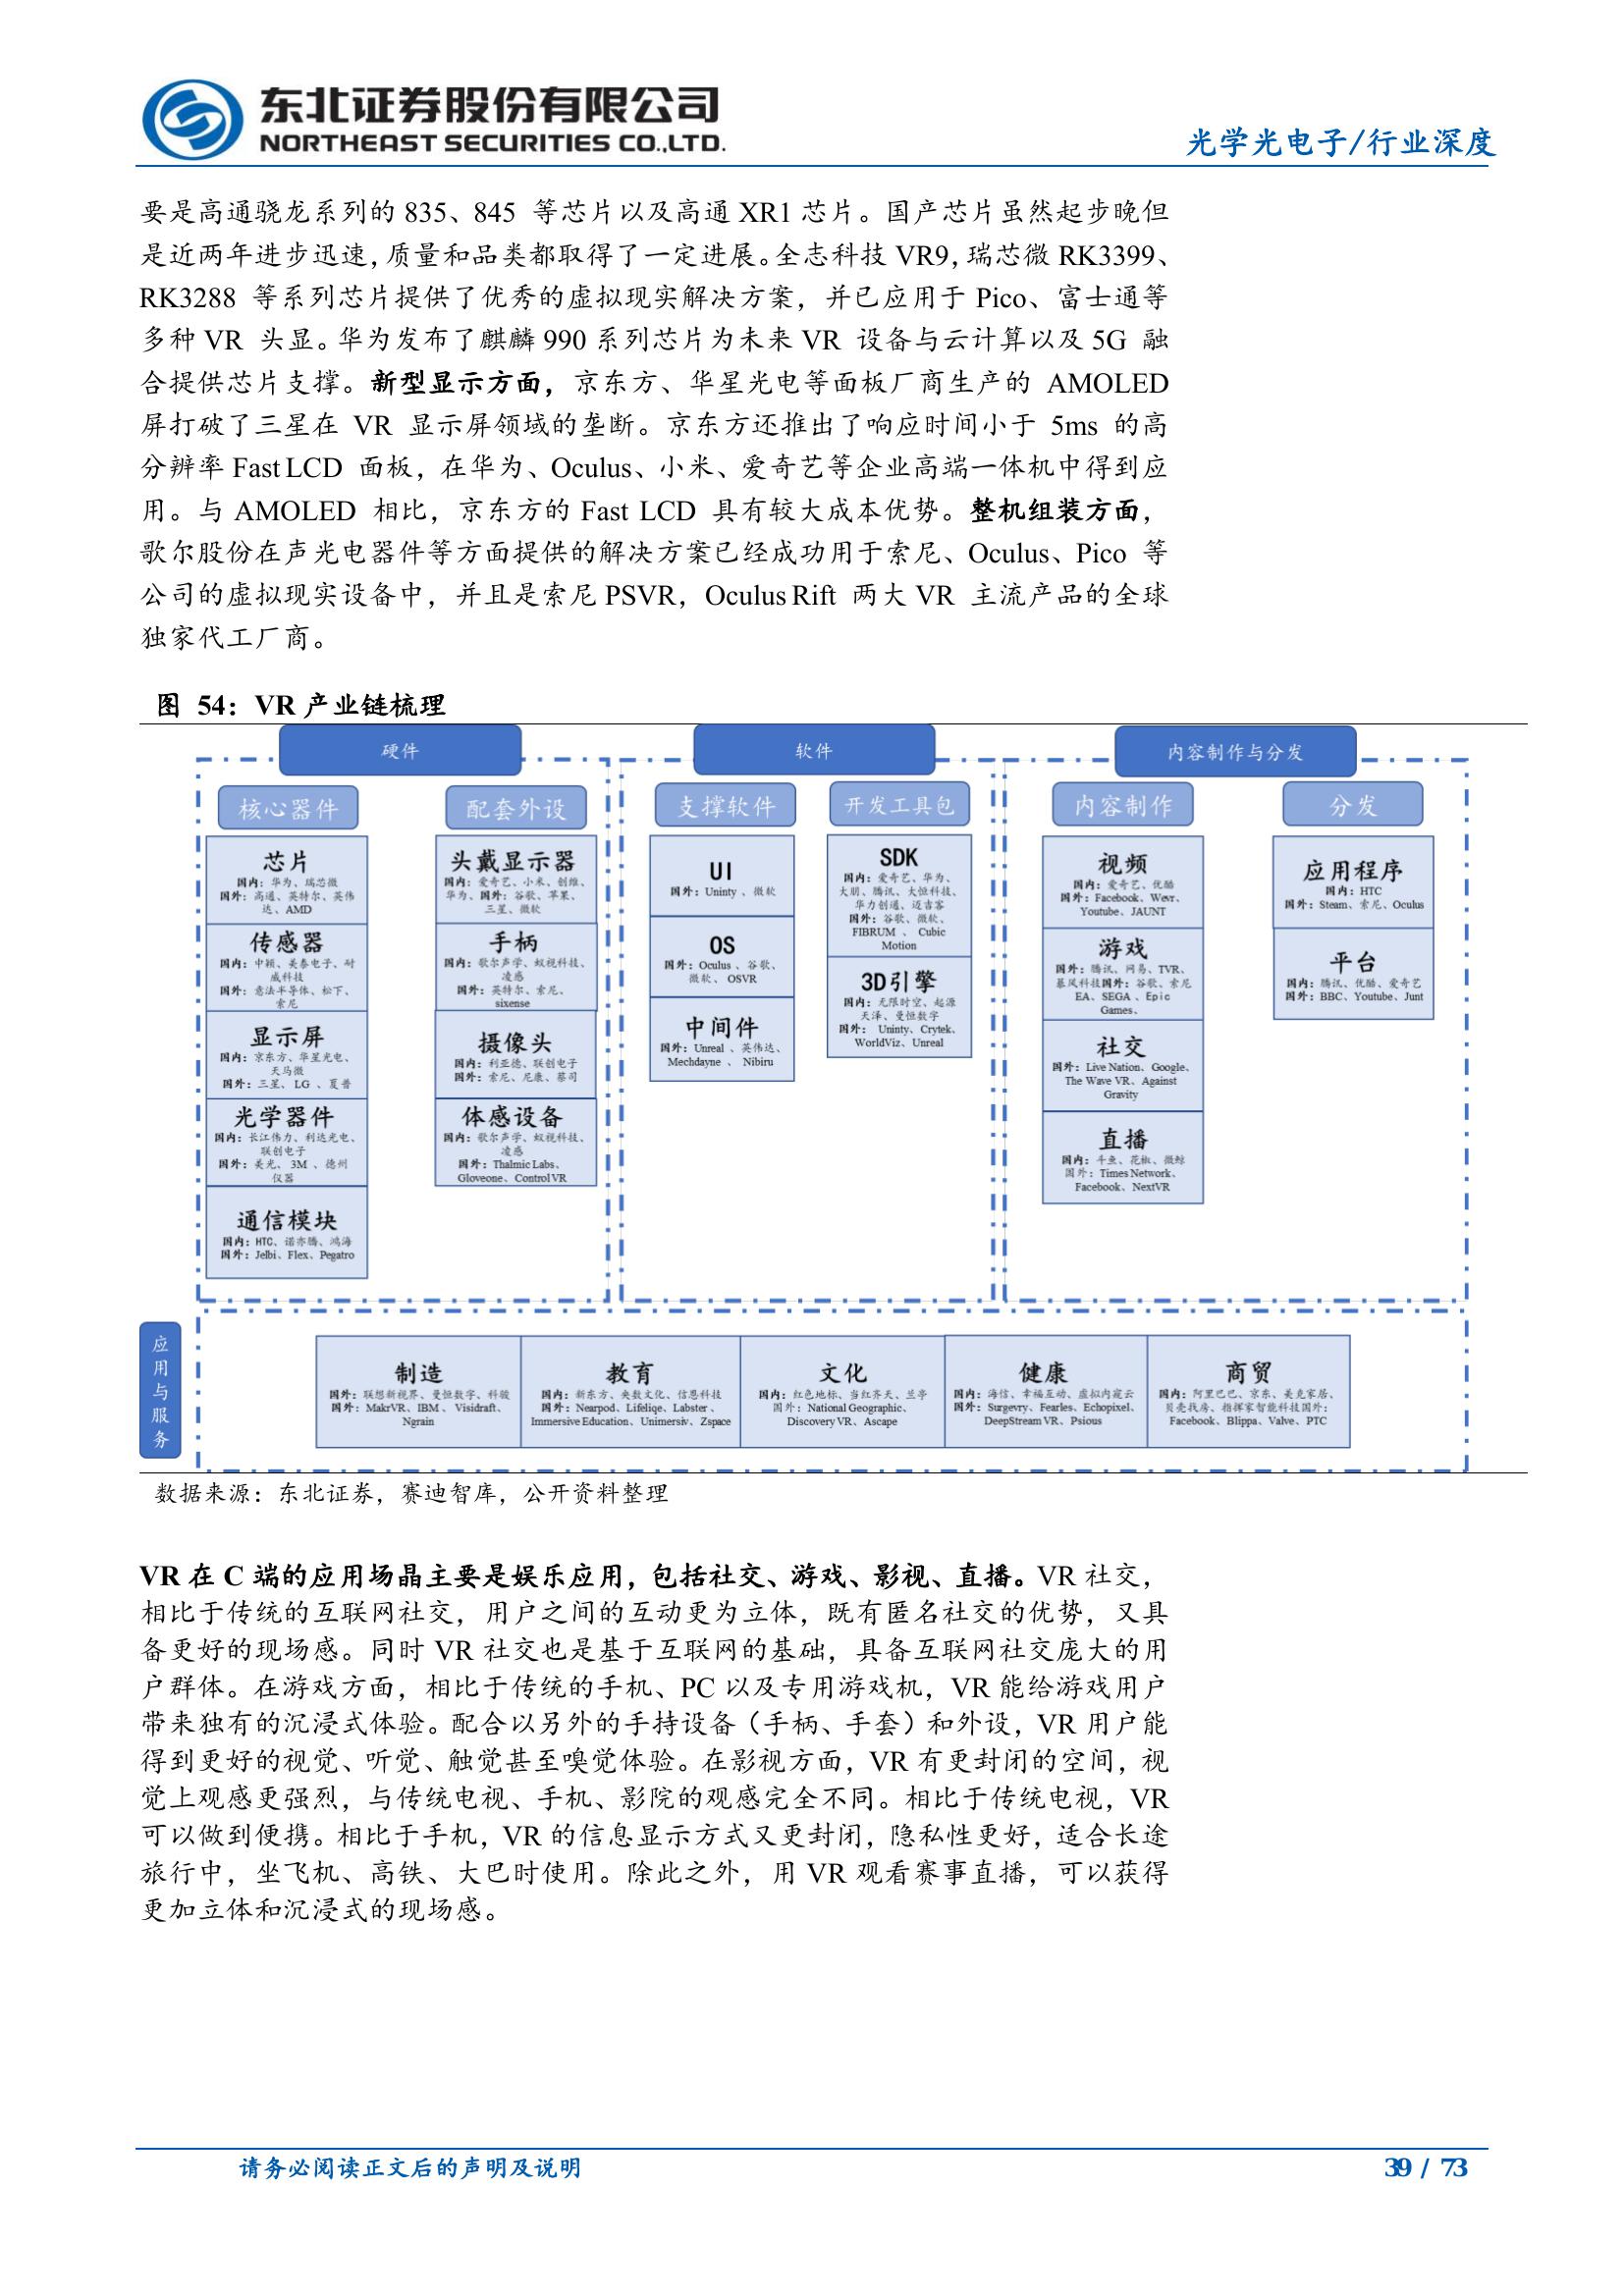 东北证券股份有限公司
NORTHEAST SECURITIES CO.,LTD.
光学光电子/行业深度
要是高通骁龙系列的 835、845 等芯片以及高通 XR1 芯片。国产芯片虽然起步晚但
是近两年进步迅速，质量和品类都取得了一定进展。全志科技 VR9，瑞芯微 RK3399、
RK3288 等系列芯片提供了优秀的虚拟现实解决方案，并已应用于 Pico、富士通等
多种 VR 头显。华为发布了麒麟 990 系列芯片为未来 VR 设备与云计算以及 5G 融
合提供芯片支撑。新型显示方面，京东方、华星光电等面板厂商生产的 AMOLED
屏打破了三星在 VR 显示屏领域的垄断。京东方还推出了响应时间小于 5ms 的高
分辨率 Fast LCD 面板，在华为、Oculus、小米、爱奇艺等企业高端一体机中得到应
用。与 AMOLED 相比，京东方的 Fast LCD 具有较大成本优势。整机组装方面，
歌尔股份在声光电器件等方面提供的解决方案已经成功用于索尼、Oculus、Pico 等
公司的虚拟现实设备中，并且是索尼 PSVR，Oculus Rift 两大 VR 主流产品的全球
独家代工厂商。
图 54：VR 产业链梳理
硬件
核心器件
芯片
国内：华为、瑞芯微
国外：高通、英特尔、英伟
达、AMD
传感器
国内：中颖、美泰电子、耐
威科技
国外：意法半导体、松下、
索尼
显示屏
国内：京东方、华星光电、
天马微
国外：三星、LG 、夏普
光学器件
国内：长江伟力、利达光电、
联创电子
国外：美光、3M 、德州
仪器
通信模块
国内：HTC、诺亦腾、鸿海
国外：Jelbi、Flex、Pegatro
配套外设
头戴显示器
国内：爱奇艺、小米、创维、
华为、国外：谷歌、苹果、
三星、微软
手柄
国内：歌尔声学、蚁视科技、
凌感
国外：英特尔、索尼、
sixense
摄像头
国内：利亚德、联创电子
国外：索尼、尼康、蔡司
体感设备
国内：歌尔声学、蚁视科技、
凌感
国外：Thalmic Labs、
Gloveone、Control VR
软件
支撑软件
UI
国外：Uninty 、微软
OS
国外：Oculus 、谷歌、
微软、 OSVR
中间件
国外：Unreal 、英伟达、
Mechdayne 、 Nibiru
开发工具包
SDK
国内：爱奇艺、华为、
大朋、腾讯、大恒科技、
华力创通、迈吉客
国外：谷歌、微软、
FIBRUM 、 Cubic
Motion
3D引擎
国内：无限时空、起源
天泽、曼恒数字
国外： Uninty、Crytek、
WorldViz、Unreal
内容制作与分发
内容制作
视频
国内：爱奇艺、优酷
国外：Facebook、Wevr、
Youtube、JAUNT
游戏
国外：腾讯、网易、TVR、
暴风科技国外：谷歌、索尼
EA、SEGA 、Epic
Games、
社交
国外：Live Nation、Google、
The Wave VR、Against
Gravity
直播
国内：斗鱼、花椒、微鲸
国外：Times Network、
Facebook、NextVR
分发
应用程序
国内：HTC
国外：Steam、索尼、Oculus
平台
国内：腾讯、优酷、爱奇艺
国外：BBC、Youtube、Junt
应用与服务
制造
国外：联想新视界、曼恒数字、科骏
国外：MakrVR、IBM 、 Visidraft、
Ngrain
教育
国内：新东方、央数文化、信恩科技
国外：Nearpod、Lifeliqe、Labster 、
Immersive Education、Unimersiv、Zspace
文化
国内：红色地标、当红齐天、兰亭
国外：National Geographic、
Discovery VR、Ascape
健康
国内：海信、幸福互动、虚拟内窥云
国外：Surgevry、Fearles、Echopixel、
DeepStream VR、Psious
商贸
国内：阿里巴巴、京东、美克家居、
贝壳找房、指挥家智能科技国外：
Facebook、Blippa、Valve、PTC
数据来源：东北证券，赛迪智库，公开资料整理
VR 在 C 端的应用场晶主要是娱乐应用，包括社交、游戏、影视、直播。VR 社交，
相比于传统的互联网社交，用户之间的互动更为立体，既有匿名社交的优势，又具
备更好的现场感。同时 VR 社交也是基于互联网的基础，具备互联网社交庞大的用
户群体。在游戏方面，相比于传统的手机、PC 以及专用游戏机，VR 能给游戏用户
带来独有的沉浸式体验。配合以另外的手持设备（手柄、手套）和外设，VR 用户能
得到更好的视觉、听觉、触觉甚至嗅觉体验。在影视方面，VR 有更封闭的空间，视
觉上观感更强烈，与传统电视、手机、影院的观感完全不同。相比于传统电视，VR
可以做到便携。相比于手机，VR 的信息显示方式又更封闭，隐私性更好，适合长途
旅行中，坐飞机、高铁、大巴时使用。除此之外，用 VR 观看赛事直播，可以获得
更加立体和沉浸式的现场感。
请务必阅读正文后的声明及说明
39 / 73